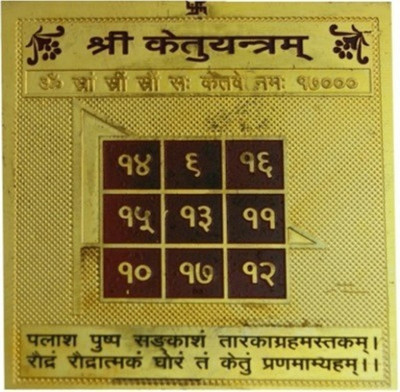 श्री केतुयन्त्रम्
ॐ स्रां स्रीं स्रौं सः केतवे नमः १७०००
१४ ६ १६
१५ १३ ११
१० १७ १२
पलाश पुष्प सङ्काशं तारकाग्रहमस्तकम्।
रौद्रं रौद्रात्मकं घोरं तं केतुं प्रणमाम्यहम्।।